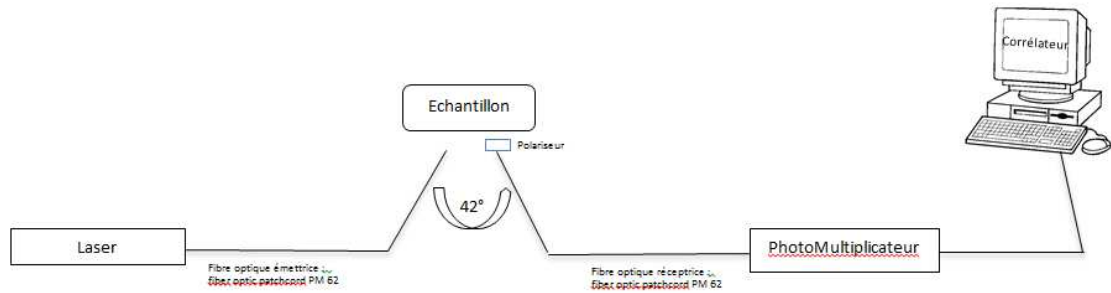 Corrélateur
Echantillon
Polariseur
42°
Laser
PhotoMultiplicateur
Fibre optique émettrice :
fiber optic patchcord PM 62
Fibre optique réceptrice :
fiber optic patchcord PM 62